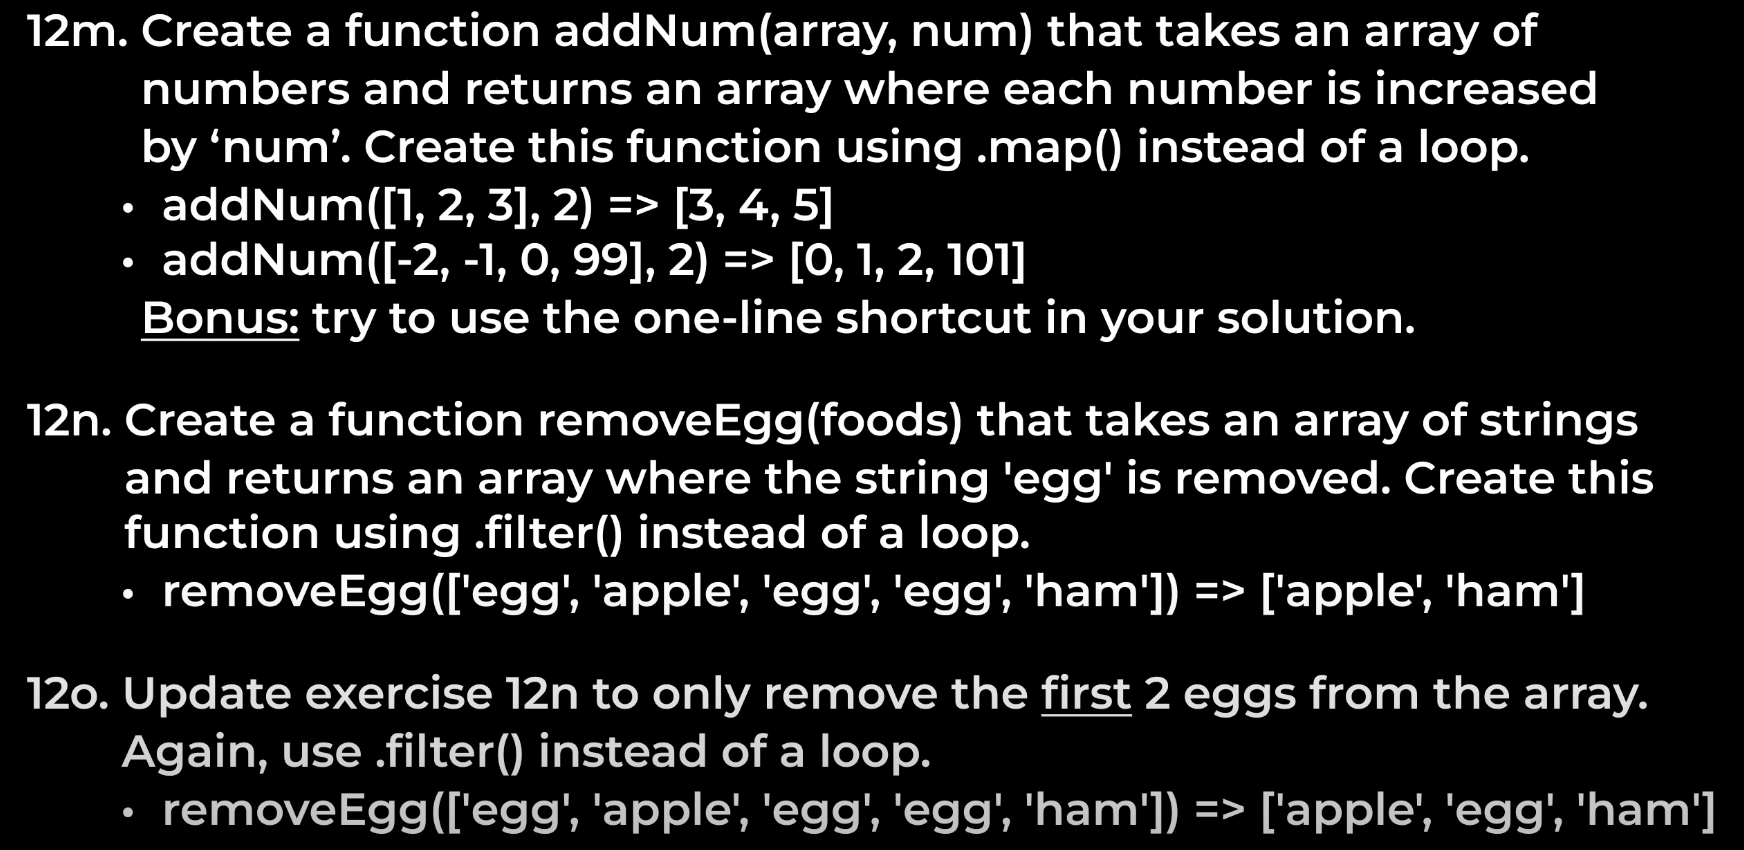 12m. Create a function addNum(array, num) that takes an array of
numbers and returns an array where each number is increased
by ‘num’. Create this function using .map() instead of a loop.
• addNum([1, 2, 3], 2) => [3, 4, 5]
• addNum([-2, -1, 0, 99], 2) => [0, 1, 2, 101]
Bonus: try to use the one-line shortcut in your solution.
12n. Create a function removeEgg(foods) that takes an array of strings
and returns an array where the string 'egg' is removed. Create this
function using .filter() instead of a loop.
• removeEgg(['egg', 'apple', 'egg', 'egg', 'ham']) => ['apple', 'ham']
12o. Update exercise 12n to only remove the first 2 eggs from the array.
Again, use .filter() instead of a loop.
• removeEgg(['egg', 'apple', 'egg', 'egg', 'ham']) => ['apple', 'egg', 'ham']